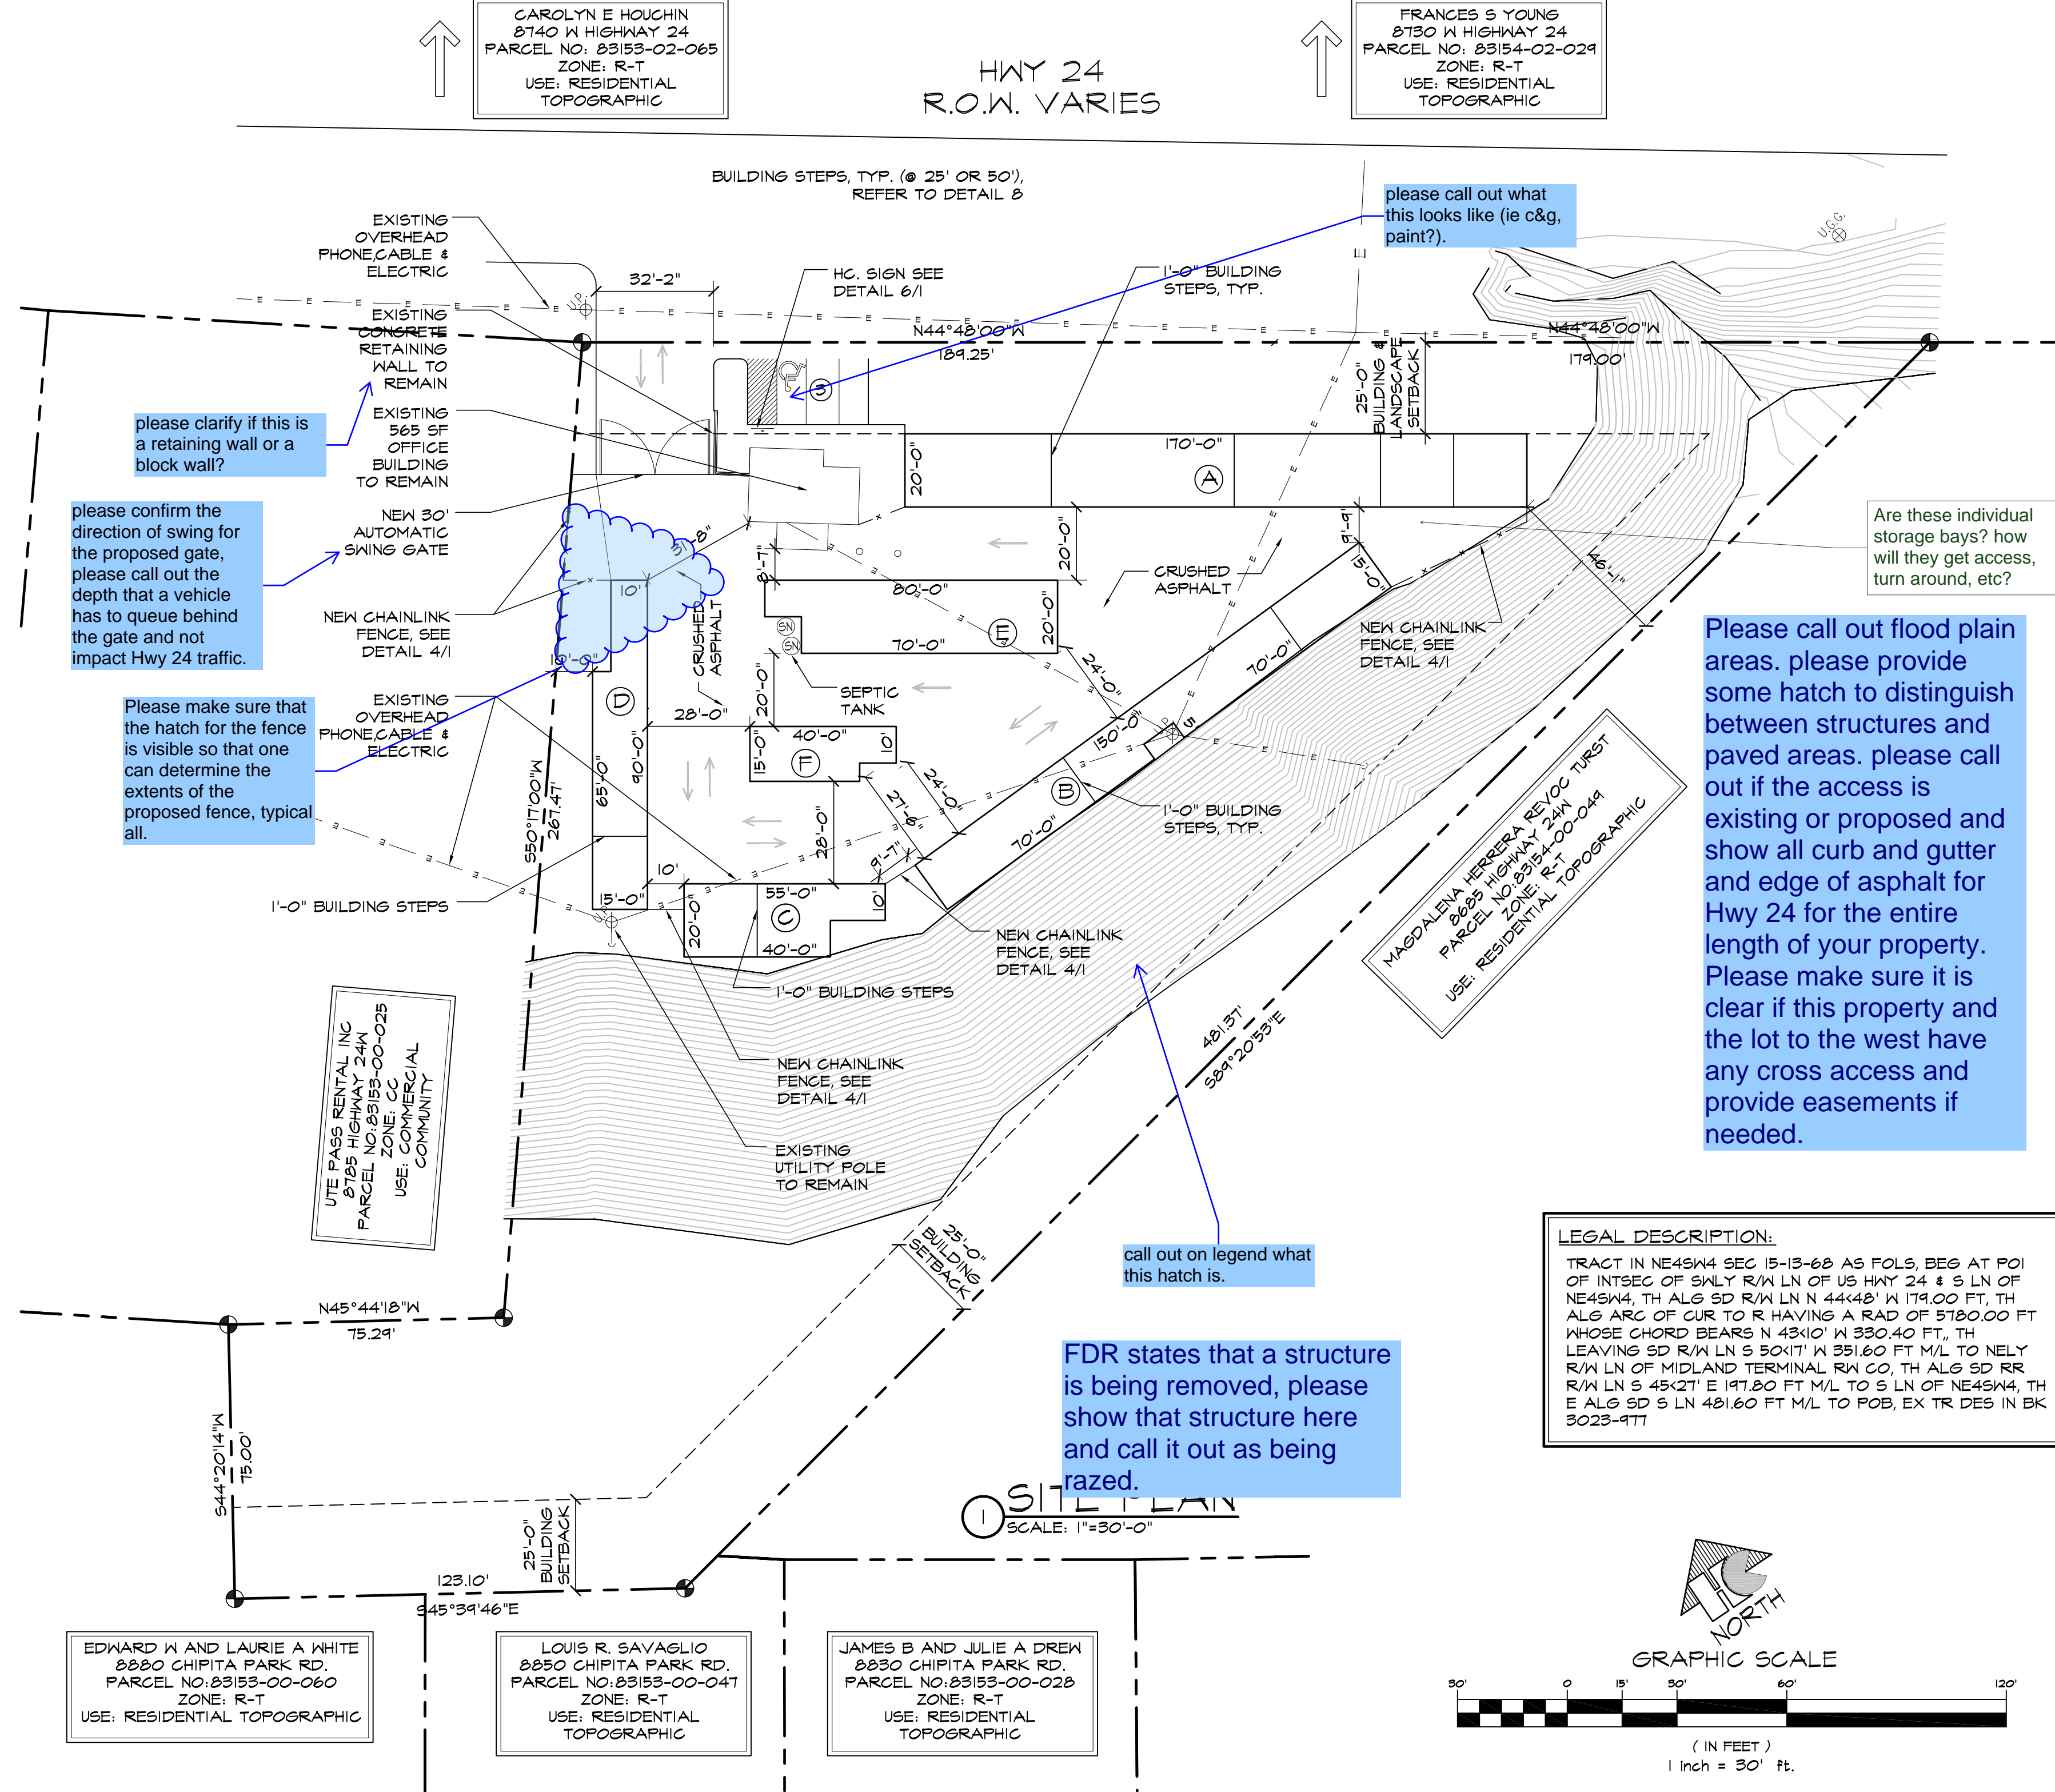 CAROLYN E HOUCHIN
8740 W HIGHWAY 24
PARCEL NO: 83153-02-065
ZONE: R-T
USE: RESIDENTIAL
TOPOGRAPHIC
FRANCES S YOUNG
8730 W HIGHWAY 24
PARCEL NO: 83154-02-029
ZONE: R-T
USE: RESIDENTIAL
TOPOGRAPHIC
HWY 24
R.O.W. VARIES
BUILDING STEPS, TYP. (@ 25' OR 50'),
REFER TO DETAIL 8
please call out what
this looks like (ie c&g,
paint?).
U.G.G.
EXISTING
OVERHEAD
PHONE,CABLE &
ELECTRIC
32'-2"
HC. SIGN SEE
DETAIL 6/1
1'-0" BUILDING
STEPS, TYP.
U.P.
EXISTING
CONCRETE
RETAINING
WALL TO
REMAIN
N44°48'00"W
189.25'
N44°48'00"W
179.00'
25'-0"
BUILDING &
LANDSCAPE
SETBACK
3
please clarify if this is
a retaining wall or a
block wall?
EXISTING
565 SF
OFFICE
BUILDING
TO REMAIN
170'-0"
20'-0"
A
please confirm the
direction of swing for
the proposed gate,
please call out the
depth that a vehicle
has to queue behind
the gate and not
impact Hwy 24 traffic.
NEW 30'
AUTOMATIC
SWING GATE
31'-8"
8'-7"
20'-0"
9'-9"
15'-0"
46'-1"
Are these individual
storage bays? how
will they get access,
turn around, etc?
CRUSHED
ASPHALT
10'
80'-0"
20'-0"
E
70'-0"
SN
SN
CRUSHED
ASPHALT
NEW CHAINLINK
FENCE, SEE
DETAIL 4/1
NEW CHAINLINK
FENCE, SEE
DETAIL 4/1
70'-0"
24'-0"
10'-0"
D
SEPTIC
TANK
20'-0"
28'-0"
Please call out flood plain
areas. please provide
some hatch to distinguish
between structures and
paved areas. please call
out if the access is
existing or proposed and
show all curb and gutter
and edge of asphalt for
Hwy 24 for the entire
length of your property.
Please make sure it is
clear if this property and
the lot to the west have
any cross access and
provide easements if
needed.
Please make sure that
the hatch for the fence
is visible so that one
can determine the
extents of the
proposed fence, typical
all.
EXISTING
OVERHEAD
PHONE,CABLE &
ELECTRIC
S50°17'00"W
267.47'
65'-0"
90'-0"
15'-0"
40'-0"
10'
F
150'-0"
5'
24'-0"
27'-6"
28'-0"
B
9'-7"
70'-0"
1'-0" BUILDING
STEPS, TYP.
MAGDALENA HERRERA REVOC TURST
8685 HIGHWAY 24W
PARCEL NO:83154-00-049
ZONE: R-T
USE: RESIDENTIAL TOPOGRAPHIC
10'
15'-0"
1'-0" BUILDING STEPS
55'-0"
10'
C
20'-0"
40'-0"
NEW CHAINLINK
FENCE, SEE
DETAIL 4/1
1'-0" BUILDING STEPS
481.37'
S89°20'53"E
UTE PASS RENTAL INC
8785 HIGHWAY 24W
PARCEL NO:83153-00-025
ZONE: CC
USE: COMMERCIAL
COMMUNITY
NEW CHAINLINK
FENCE, SEE
DETAIL 4/1
EXISTING
UTILITY POLE
TO REMAIN
25'-0"
BUILDING
SETBACK
call out on legend what
this hatch is.
LEGAL DESCRIPTION:
TRACT IN NE4SW4 SEC 15-13-68 AS FOLS, BEG AT POI
OF INTSEC OF SWLY R/W LN OF US HWY 24 & S LN OF
NE4SW4, TH ALG SD R/W LN N 44<48' W 179.00 FT, TH
ALG ARC OF CUR TO R HAVING A RAD OF 5780.00 FT
WHOSE CHORD BEARS N 43<10' W 330.40 FT,, TH
LEAVING SD R/W LN S 50<17' W 351.60 FT M/L TO NELY
R/W LN OF MIDLAND TERMINAL RW CO, TH ALG SD RR
R/W LN S 45<27' E 197.80 FT M/L TO S LN OF NE4SW4, TH
E ALG SD S LN 481.60 FT M/L TO POB, EX TR DES IN BK
3023-977
N45°44'18"W
75.29'
FDR states that a structure
is being removed, please
show that structure here
and call it out as being
razed.
S44°20'14"W
75.00'
25'-0"
BUILDING
SETBACK
1
SITE PLAN
SCALE: 1"=30'-0"
123.10'
S45°39'46"E
NORTH
EDWARD W AND LAURIE A WHITE
8880 CHIPITA PARK RD.
PARCEL NO:83153-00-060
ZONE: R-T
USE: RESIDENTIAL TOPOGRAPHIC
LOUIS R. SAVAGLIO
8850 CHIPITA PARK RD.
PARCEL NO:83153-00-047
ZONE: R-T
USE: RESIDENTIAL
TOPOGRAPHIC
JAMES B AND JULIE A DREW
8830 CHIPITA PARK RD.
PARCEL NO:83153-00-028
ZONE: R-T
USE: RESIDENTIAL
TOPOGRAPHIC
GRAPHIC SCALE
30' 0 15' 30' 60' 120'
( IN FEET )
1 inch = 30' ft.